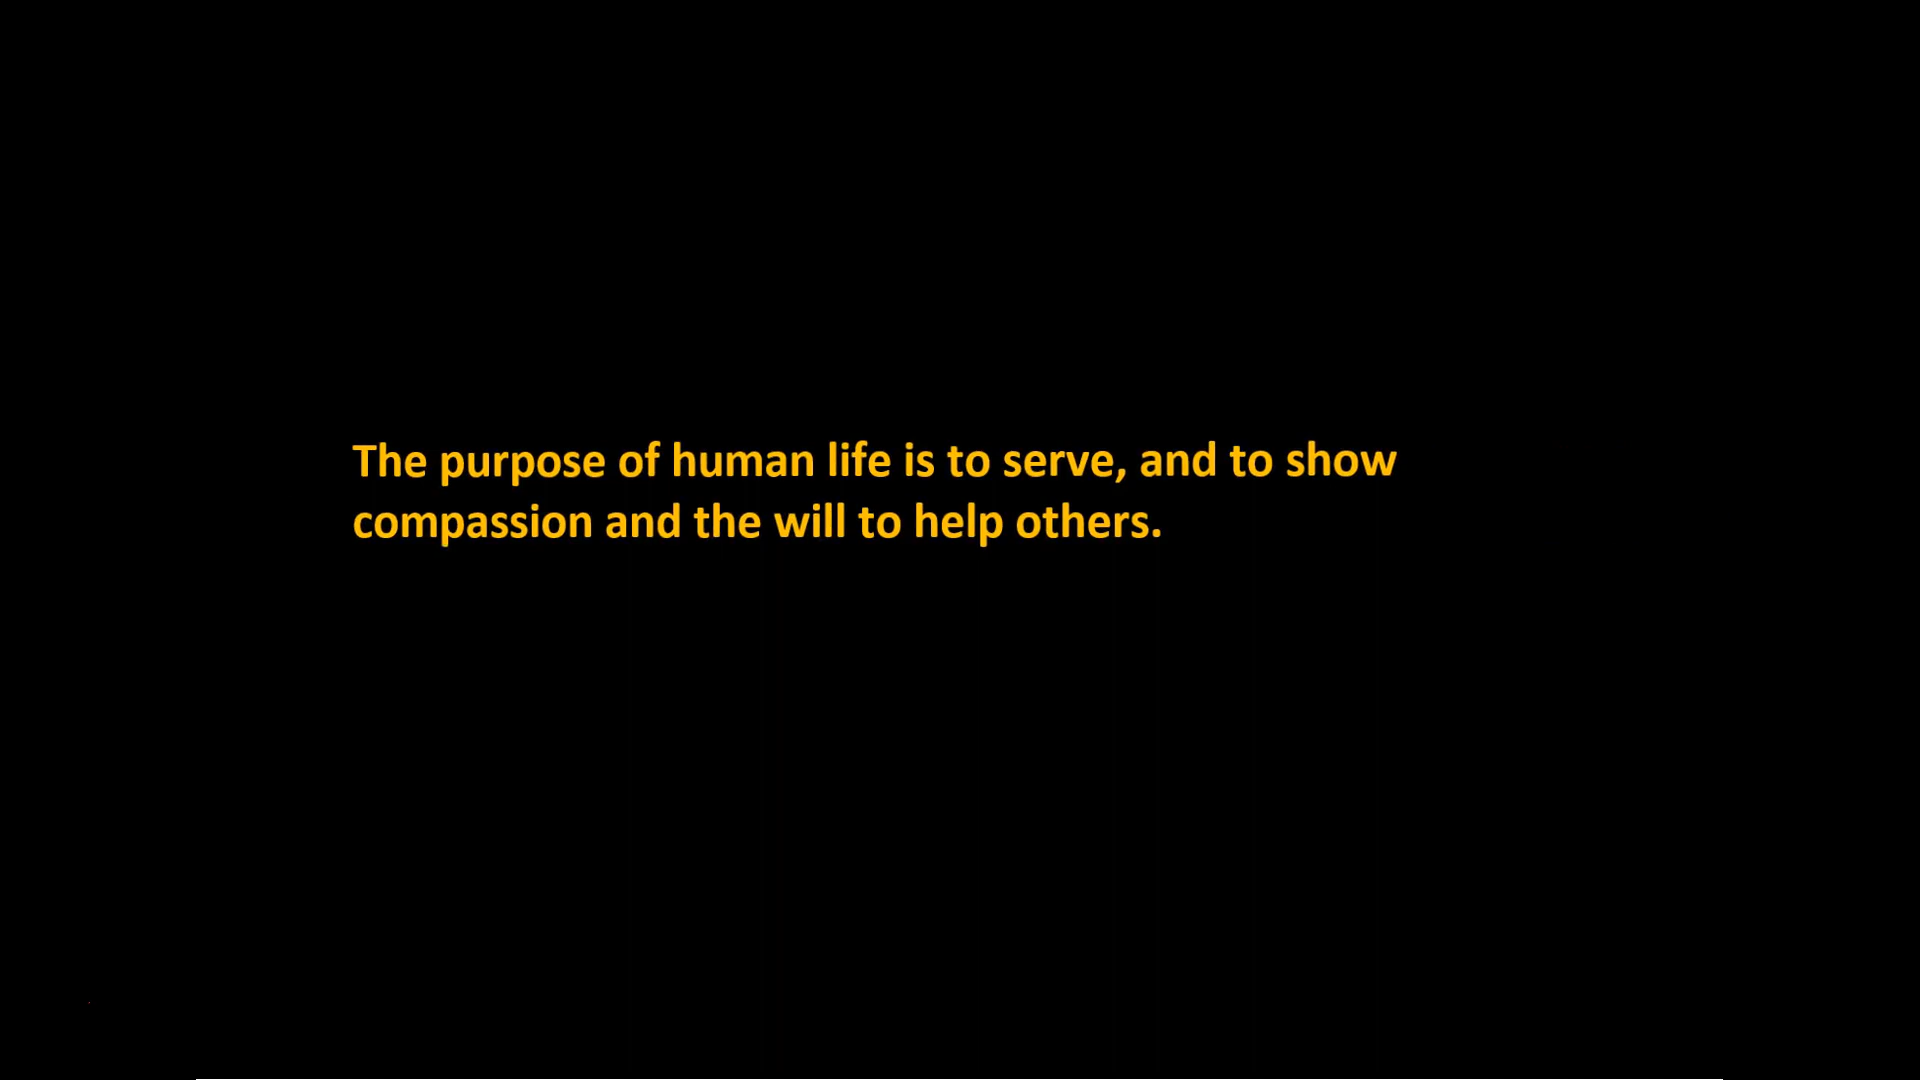 The purpose of human life is to serve, and to show
compassion and the will to help others.